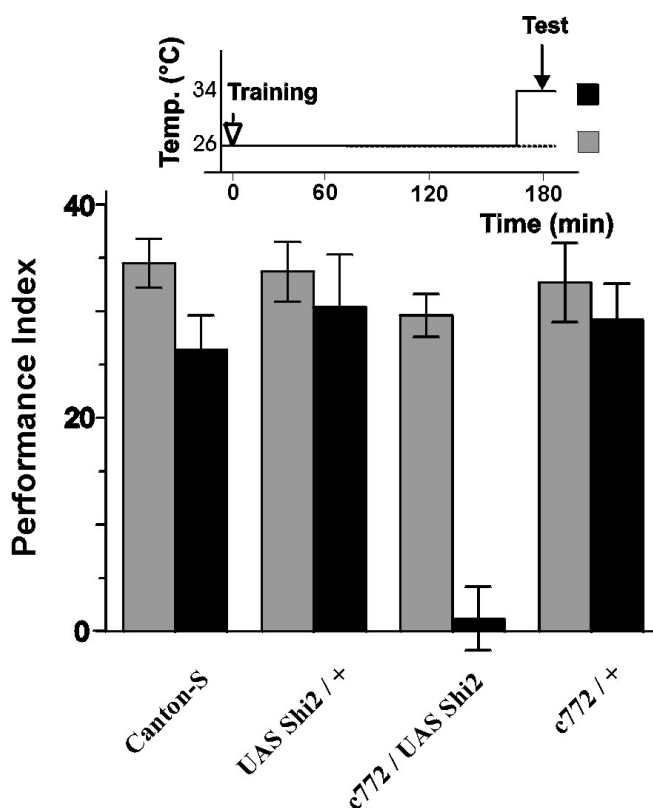 Test
Temp. (°C)
34
Training
26
0 60 120 180
Time (min)
40
20
0
Performance Index
Canton-S
UAS Shi2 / +
c772 / UAS Shi2
c772 / +